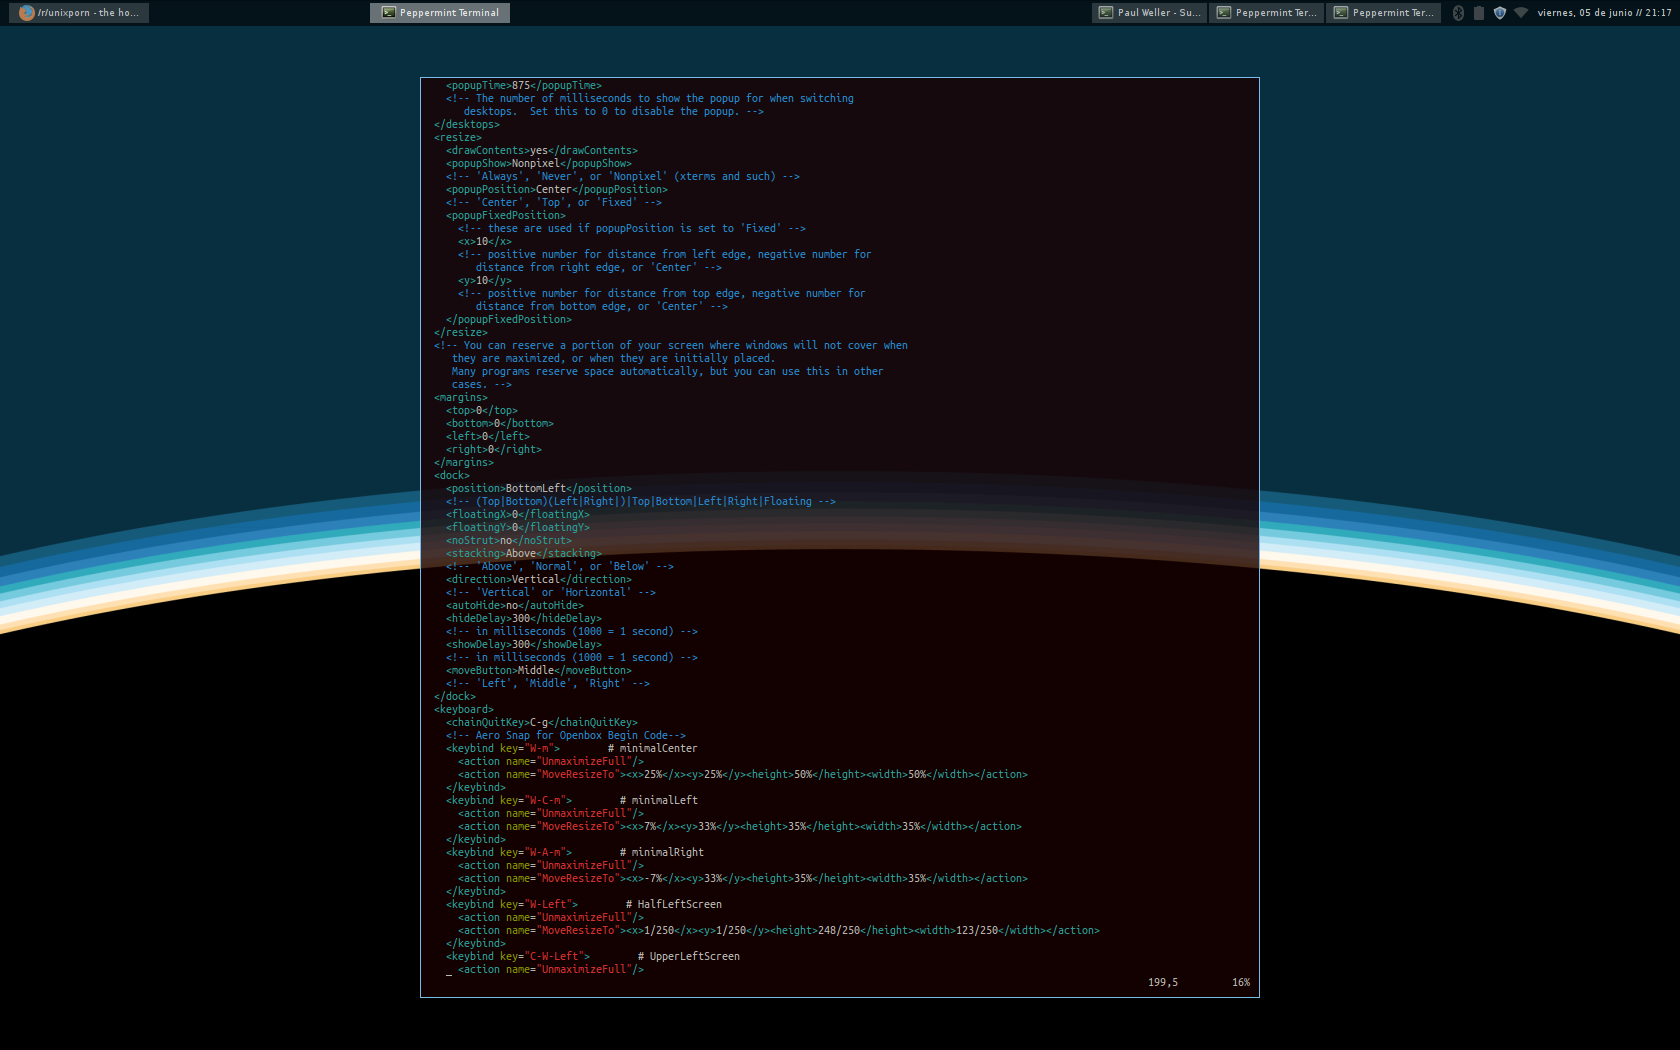 /r/unixporn - the ho...
Peppermint Terminal
Paul Weller - Su...
Peppermint Ter...
Peppermint Ter...
viernes, 05 de junio // 21:17
<popupTime>875</popupTime>
<!-- The number of milliseconds to show the popup for when switching
desktops.  Set this to 0 to disable the popup. -->
</desktops>
<resize>
<drawContents>yes</drawContents>
<popupShow>Nonpixel</popupShow>
<!-- 'Always', 'Never', or 'Nonpixel' (xterms and such) -->
<popupPosition>Center</popupPosition>
<!-- 'Center', 'Top', or 'Fixed' -->
<popupFixedPosition>
<!-- these are used if popupPosition is set to 'Fixed' -->
<x>10</x>
<!-- positive number for distance from left edge, negative number for
distance from right edge, or 'Center' -->
<y>10</y>
<!-- positive number for distance from top edge, negative number for
distance from bottom edge, or 'Center' -->
</popupFixedPosition>
</resize>
<!-- You can reserve a portion of your screen where windows will not cover when
they are maximized, or when they are initially placed.
Many programs reserve space automatically, but you can use this in other
cases. -->
<margins>
<top>0</top>
<bottom>0</bottom>
<left>0</left>
<right>0</right>
</margins>
<dock>
<position>BottomLeft</position>
<!-- (Top|Bottom)(Left|Right|)|Top|Bottom|Left|Right|Floating -->
<floatingX>0</floatingX>
<floatingY>0</floatingY>
<noStrut>no</noStrut>
<stacking>Above</stacking>
<!-- 'Above', 'Normal', or 'Below' -->
<direction>Vertical</direction>
<!-- 'Vertical' or 'Horizontal' -->
<autoHide>no</autoHide>
<hideDelay>300</hideDelay>
<!-- in milliseconds (1000 = 1 second) -->
<showDelay>300</showDelay>
<!-- in milliseconds (1000 = 1 second) -->
<moveButton>Middle</moveButton>
<!-- 'Left', 'Middle', 'Right' -->
</dock>
<keyboard>
<chainQuitKey>C-g</chainQuitKey>
<!-- Aero Snap for Openbox Begin Code-->
<keybind key="W-m">        # minimalCenter
<action name="UnmaximizeFull"/>
<action name="MoveResizeTo"><x>25%</x><y>25%</y><height>50%</height><width>50%</width></action>
</keybind>
<keybind key="W-C-m">        # minimalLeft
<action name="UnmaximizeFull"/>
<action name="MoveResizeTo"><x>7%</x><y>33%</y><height>35%</height><width>35%</width></action>
</keybind>
<keybind key="W-A-m">        # minimalRight
<action name="UnmaximizeFull"/>
<action name="MoveResizeTo"><x>-7%</x><y>33%</y><height>35%</height><width>35%</width></action>
</keybind>
<keybind key="W-Left">        # HalfLeftScreen
<action name="UnmaximizeFull"/>
<action name="MoveResizeTo"><x>1/250</x><y>1/250</y><height>248/250</height><width>123/250</width></action>
</keybind>
<keybind key="C-W-Left">        # UpperLeftScreen
<action name="UnmaximizeFull"/>
199,5         16%